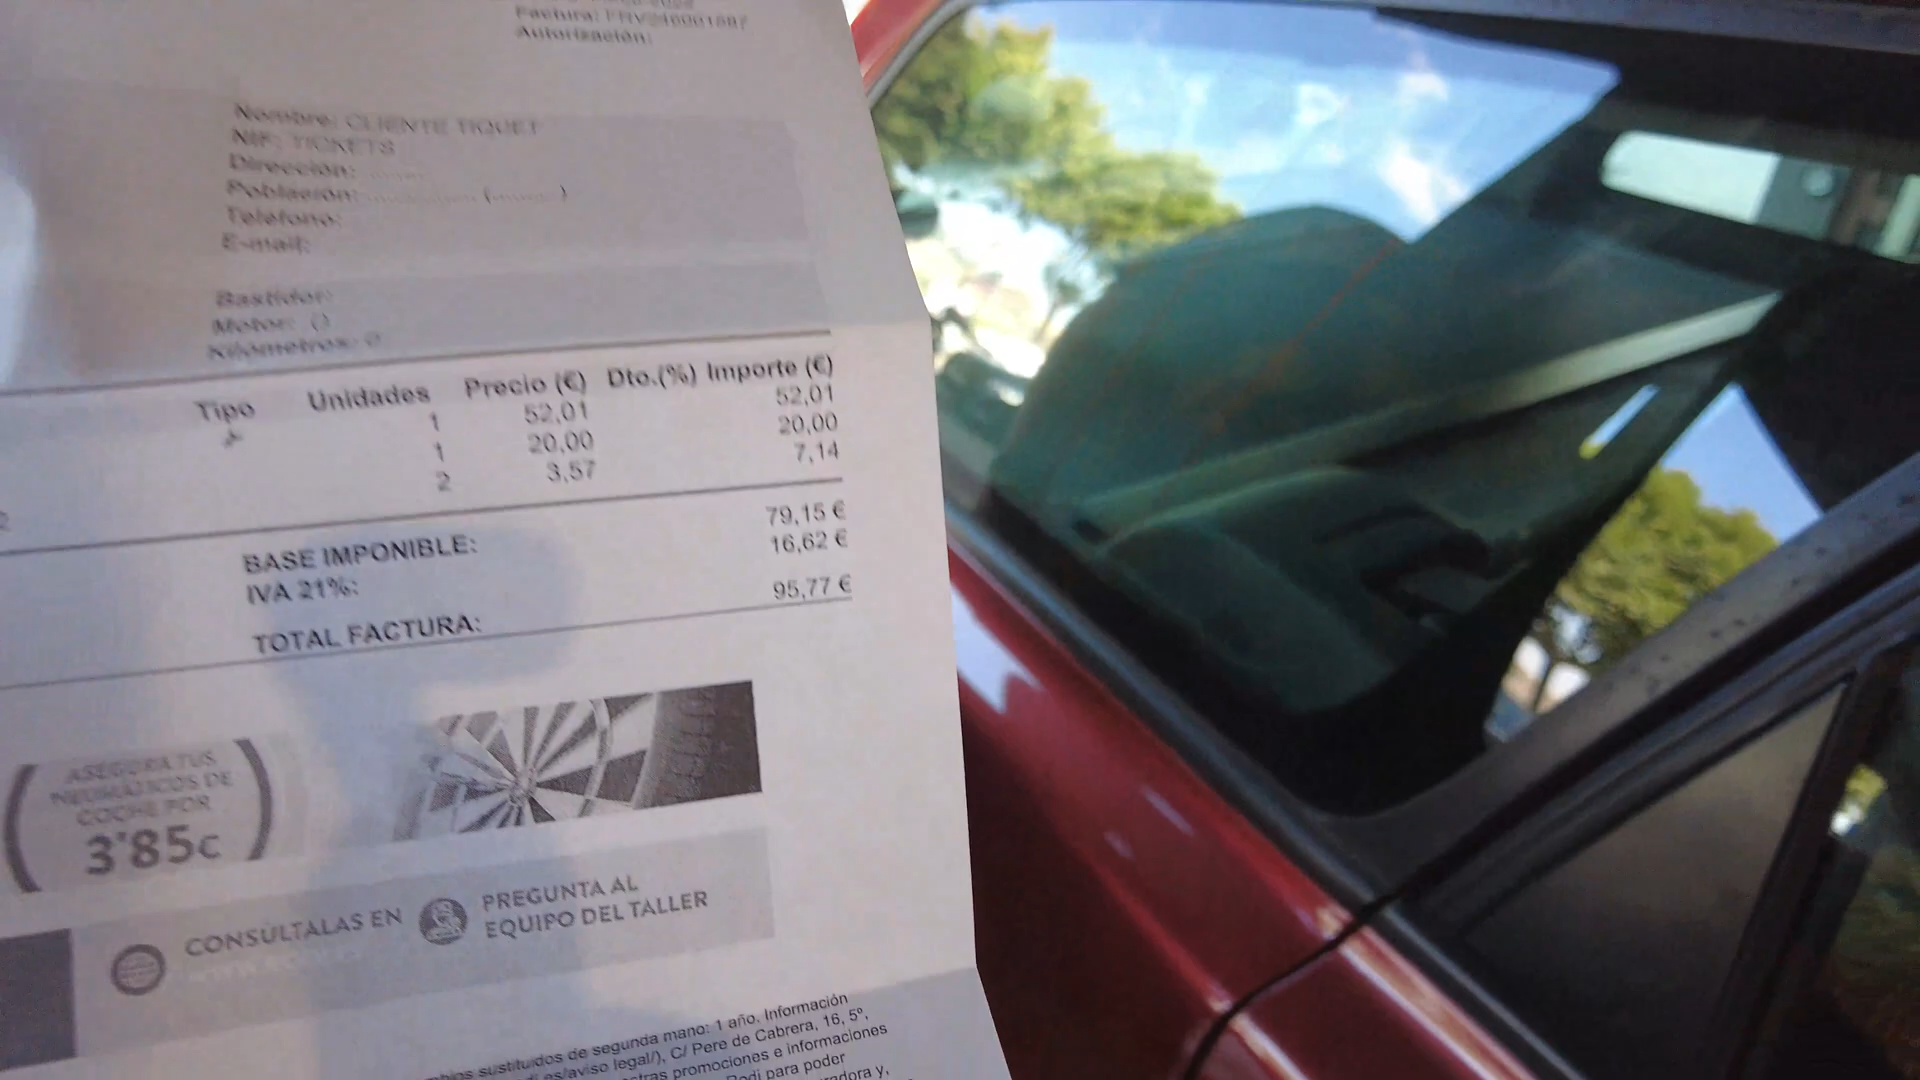 Factura: FRV246001587
Autorización:
Nombre: CLIENTE TIQUET
NIF: TICKETS
Dirección:
Población: ( )
Teléfono:
E-mail:
Bastidor:
Motor: ()
Kilómetros: 0
Tipo Unidades Precio (€) Dto.(%) Importe (€)
1 52,01 52,01
1 20,00 20,00
2 3,57 7,14
BASE IMPONIBLE: 79,15 €
IVA 21%: 16,62 €
TOTAL FACTURA: 95,77 €
ASEGURA TUS
NEUMÁTICOS DE
COCHE POR
3'85€
CONSÚLTALAS EN
PREGUNTA AL
EQUIPO DEL TALLER
sustituidos de segunda mano: 1 año. Información
es/aviso legal/), C/ Pere de Cabrera, 16, 5º,
promociones e informaciones
Rodi para poder
y,